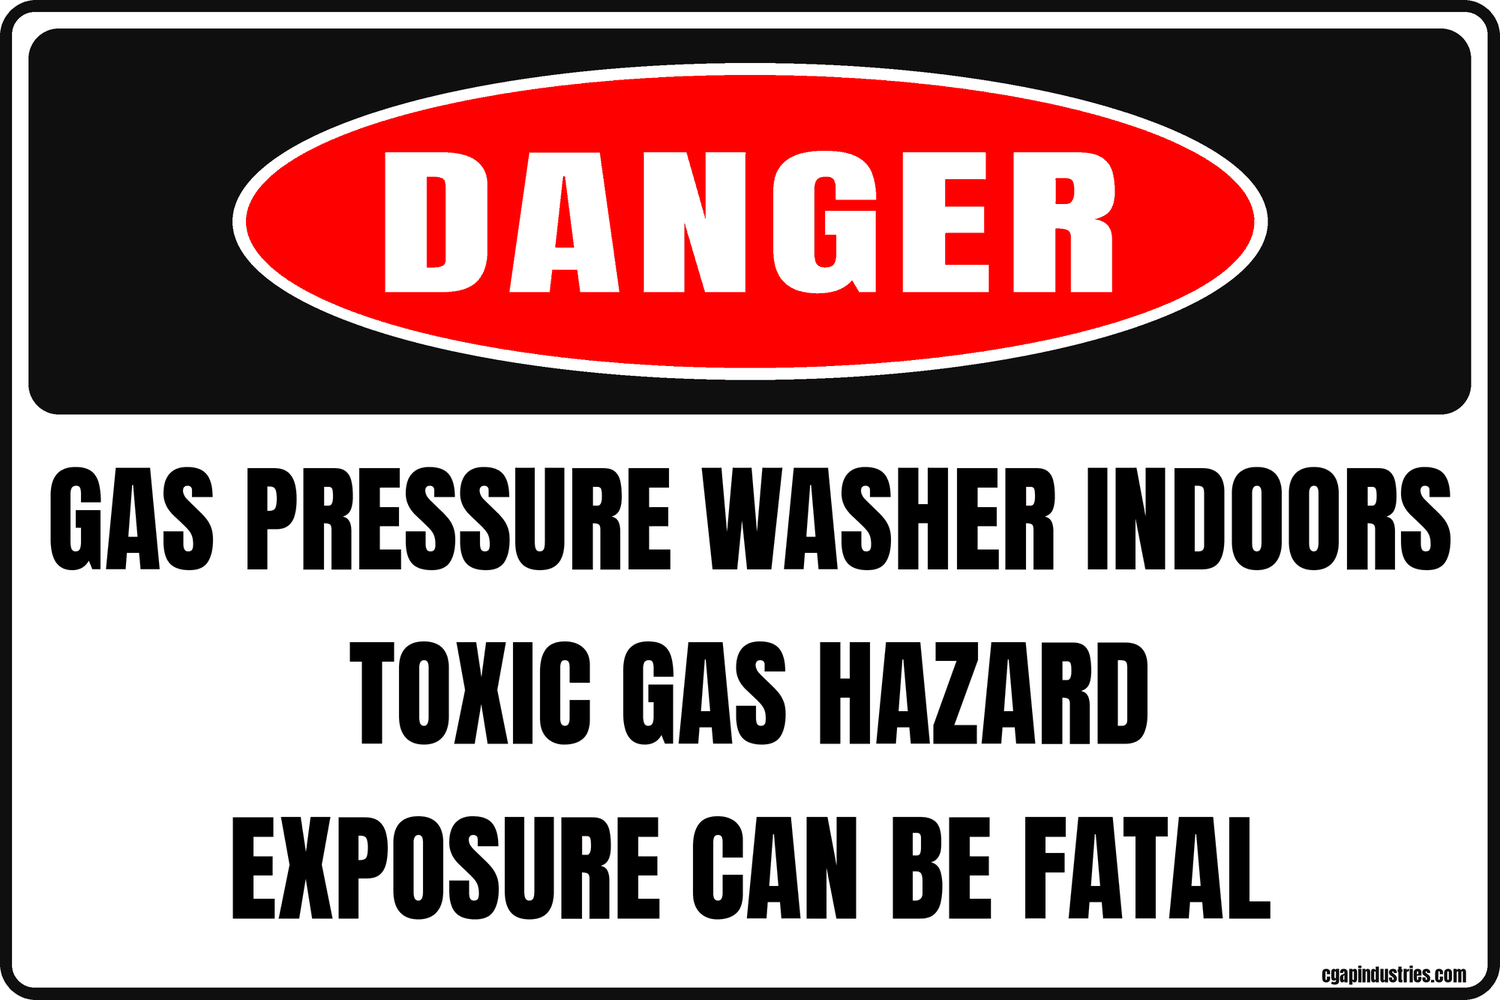 DANGER
GAS PRESSURE WASHER INDOORS
TOXIC GAS HAZARD
EXPOSURE CAN BE FATAL
cgapindustries.com